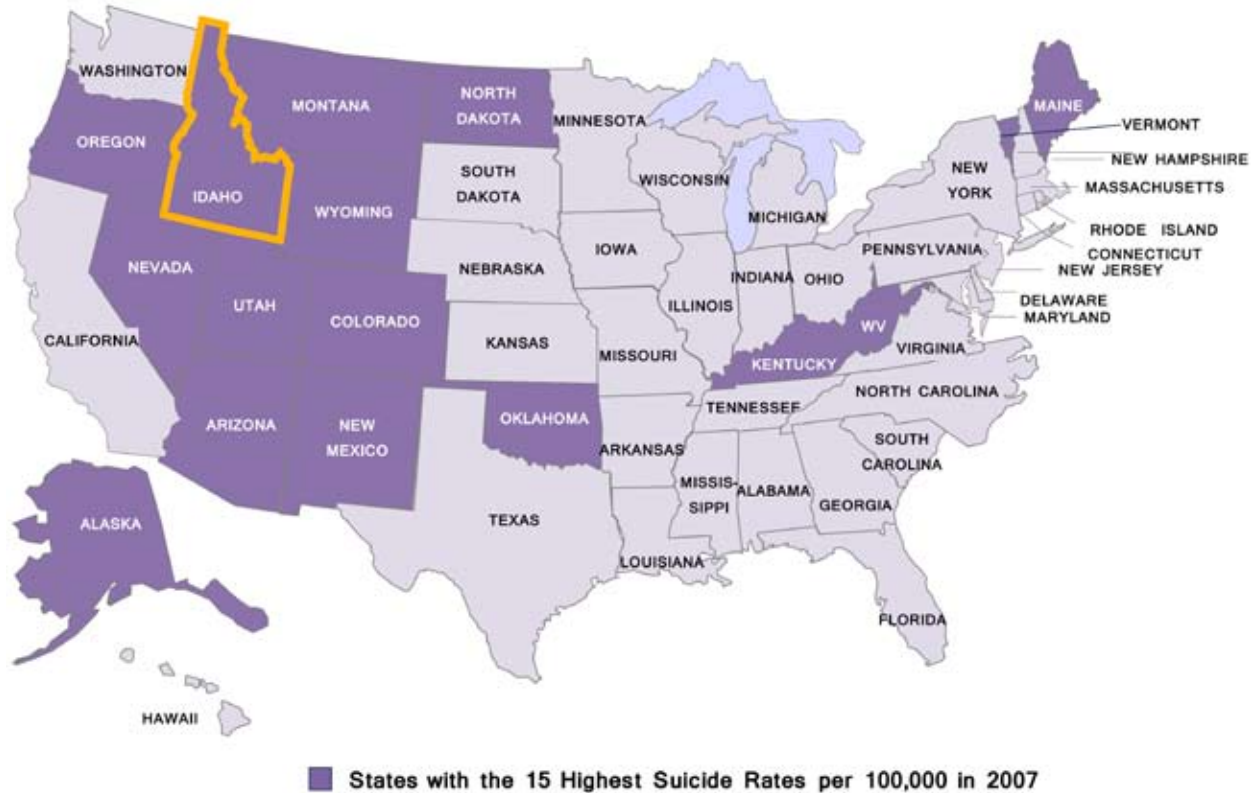 WASHINGTON
MONTANA
NORTH
DAKOTA
MINNESOTA
MAINE
OREGON
VERMONT
IDAHO
WYOMING
SOUTH
DAKOTA
WISCONSIN
MICHIGAN
NEW
YORK
NEW HAMPSHIRE
MASSACHUSETTS
RHODE ISLAND
CONNECTICUT
NEW JERSEY
NEVADA
NEBRASKA
IOWA
PENNSYLVANIA
UTAH
COLORADO
ILLINOIS
INDIANA
OHIO
DELAWARE
MARYLAND
CALIFORNIA
KANSAS
MISSOURI
KENTUCKY
WV
VIRGINIA
ARIZONA
NEW
MEXICO
OKLAHOMA
ARKANSAS
TENNESSEE
NORTH CAROLINA
SOUTH
CAROLINA
TEXAS
MISSIS-
SIPPI
ALABAMA
GEORGIA
LOUISIANA
FLORIDA
ALASKA
HAWAII
States with the 15 Highest Suicide Rates per 100,000 in 2007